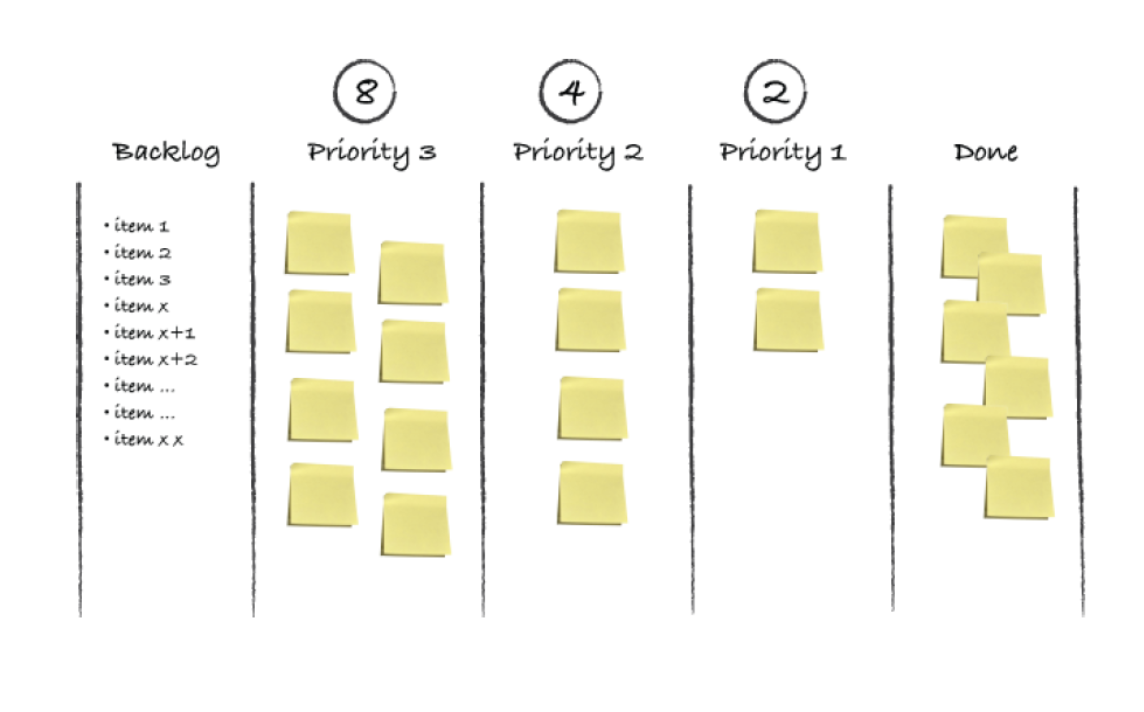 8
4
2
Backlog
Priority 3
Priority 2
Priority 1
Done
• item 1
• item 2
• item 3
• item x
• item x+1
• item x+2
• item ...
• item ...
• item x x